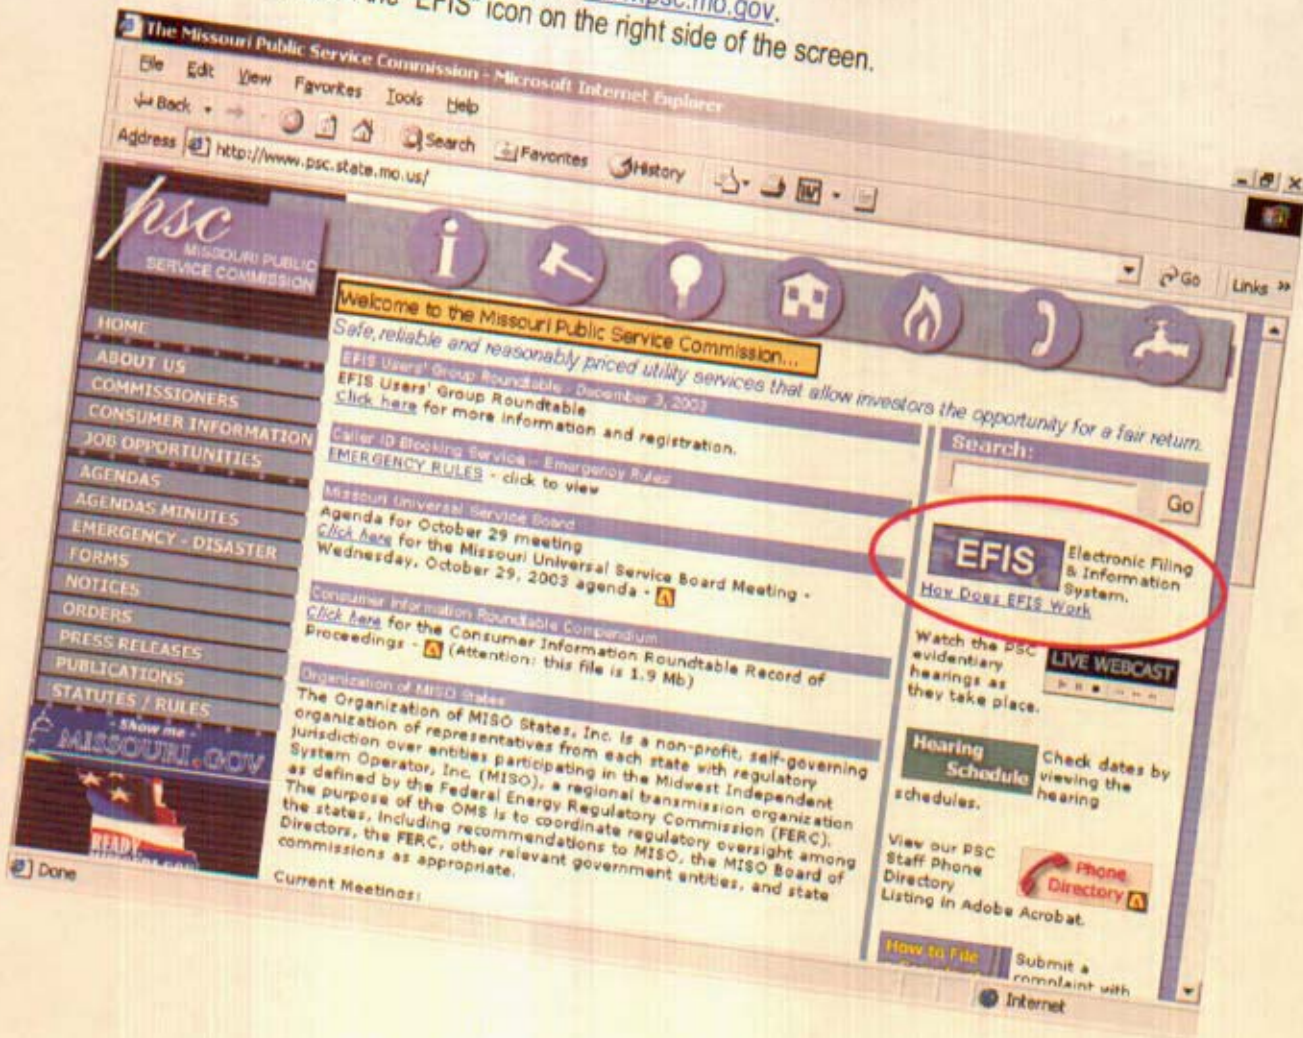 psc.mo.gov.
the "EFIS" icon on the right side of the screen.
The Missouri Public Service Commission - Microsoft Internet Explorer
File Edit View Favorites Tools Help
Back Search Favorites History
Address http://www.psc.state.mo.us/
Go Links »
psc
MISSOURI PUBLIC
SERVICE COMMISSION
HOME
ABOUT US
COMMISSIONERS
CONSUMER INFORMATION
JOB OPPORTUNITIES
AGENDAS
AGENDAS MINUTES
EMERGENCY - DISASTER
FORMS
NOTICES
ORDERS
PRESS RELEASES
PUBLICATIONS
STATUTES / RULES
- Show me -
MISSOURI.GOV
READY
Welcome to the Missouri Public Service Commission...
Safe, reliable and reasonably priced utility services that allow investors the opportunity for a fair return.
EFIS Users' Group Roundtable - December 3, 2003
EFIS Users' Group Roundtable
Click here for more information and registration.
Caller ID Blocking Service - Emergency Rules
EMERGENCY RULES - click to view
Missouri Universal Service Board
Agenda for October 29 meeting
Click here for the Missouri Universal Service Board Meeting -
Wednesday, October 29, 2003 agenda -
Consumer Information Roundtable Compendium
Click here for the Consumer Information Roundtable Record of
Proceedings - (Attention: this file is 1.9 Mb)
Organization of MISO States
The Organization of MISO States, Inc. is a non-profit, self-governing
organization of representatives from each state with regulatory
jurisdiction over entities participating in the Midwest Independent
System Operator, Inc. (MISO), a regional transmission organization
as defined by the Federal Energy Regulatory Commission (FERC).
The purpose of the OMS is to coordinate regulatory oversight among
the states, including recommendations to MISO, the MISO Board of
Directors, the FERC, other relevant government entities, and state
commissions as appropriate.
Current Meetings:
Search:
Go
EFIS
Electronic Filing
& Information
System.
How Does EFIS Work
Watch the PSC
evidentiary
hearings as
they take place.
LIVE WEBCAST
Hearing
Schedule
Check dates by
viewing the
hearing
schedules.
View our PSC
Staff Phone
Directory
Listing in Adobe Acrobat.
Phone
Directory
How to File
Submit a
complaint with
Done
Internet